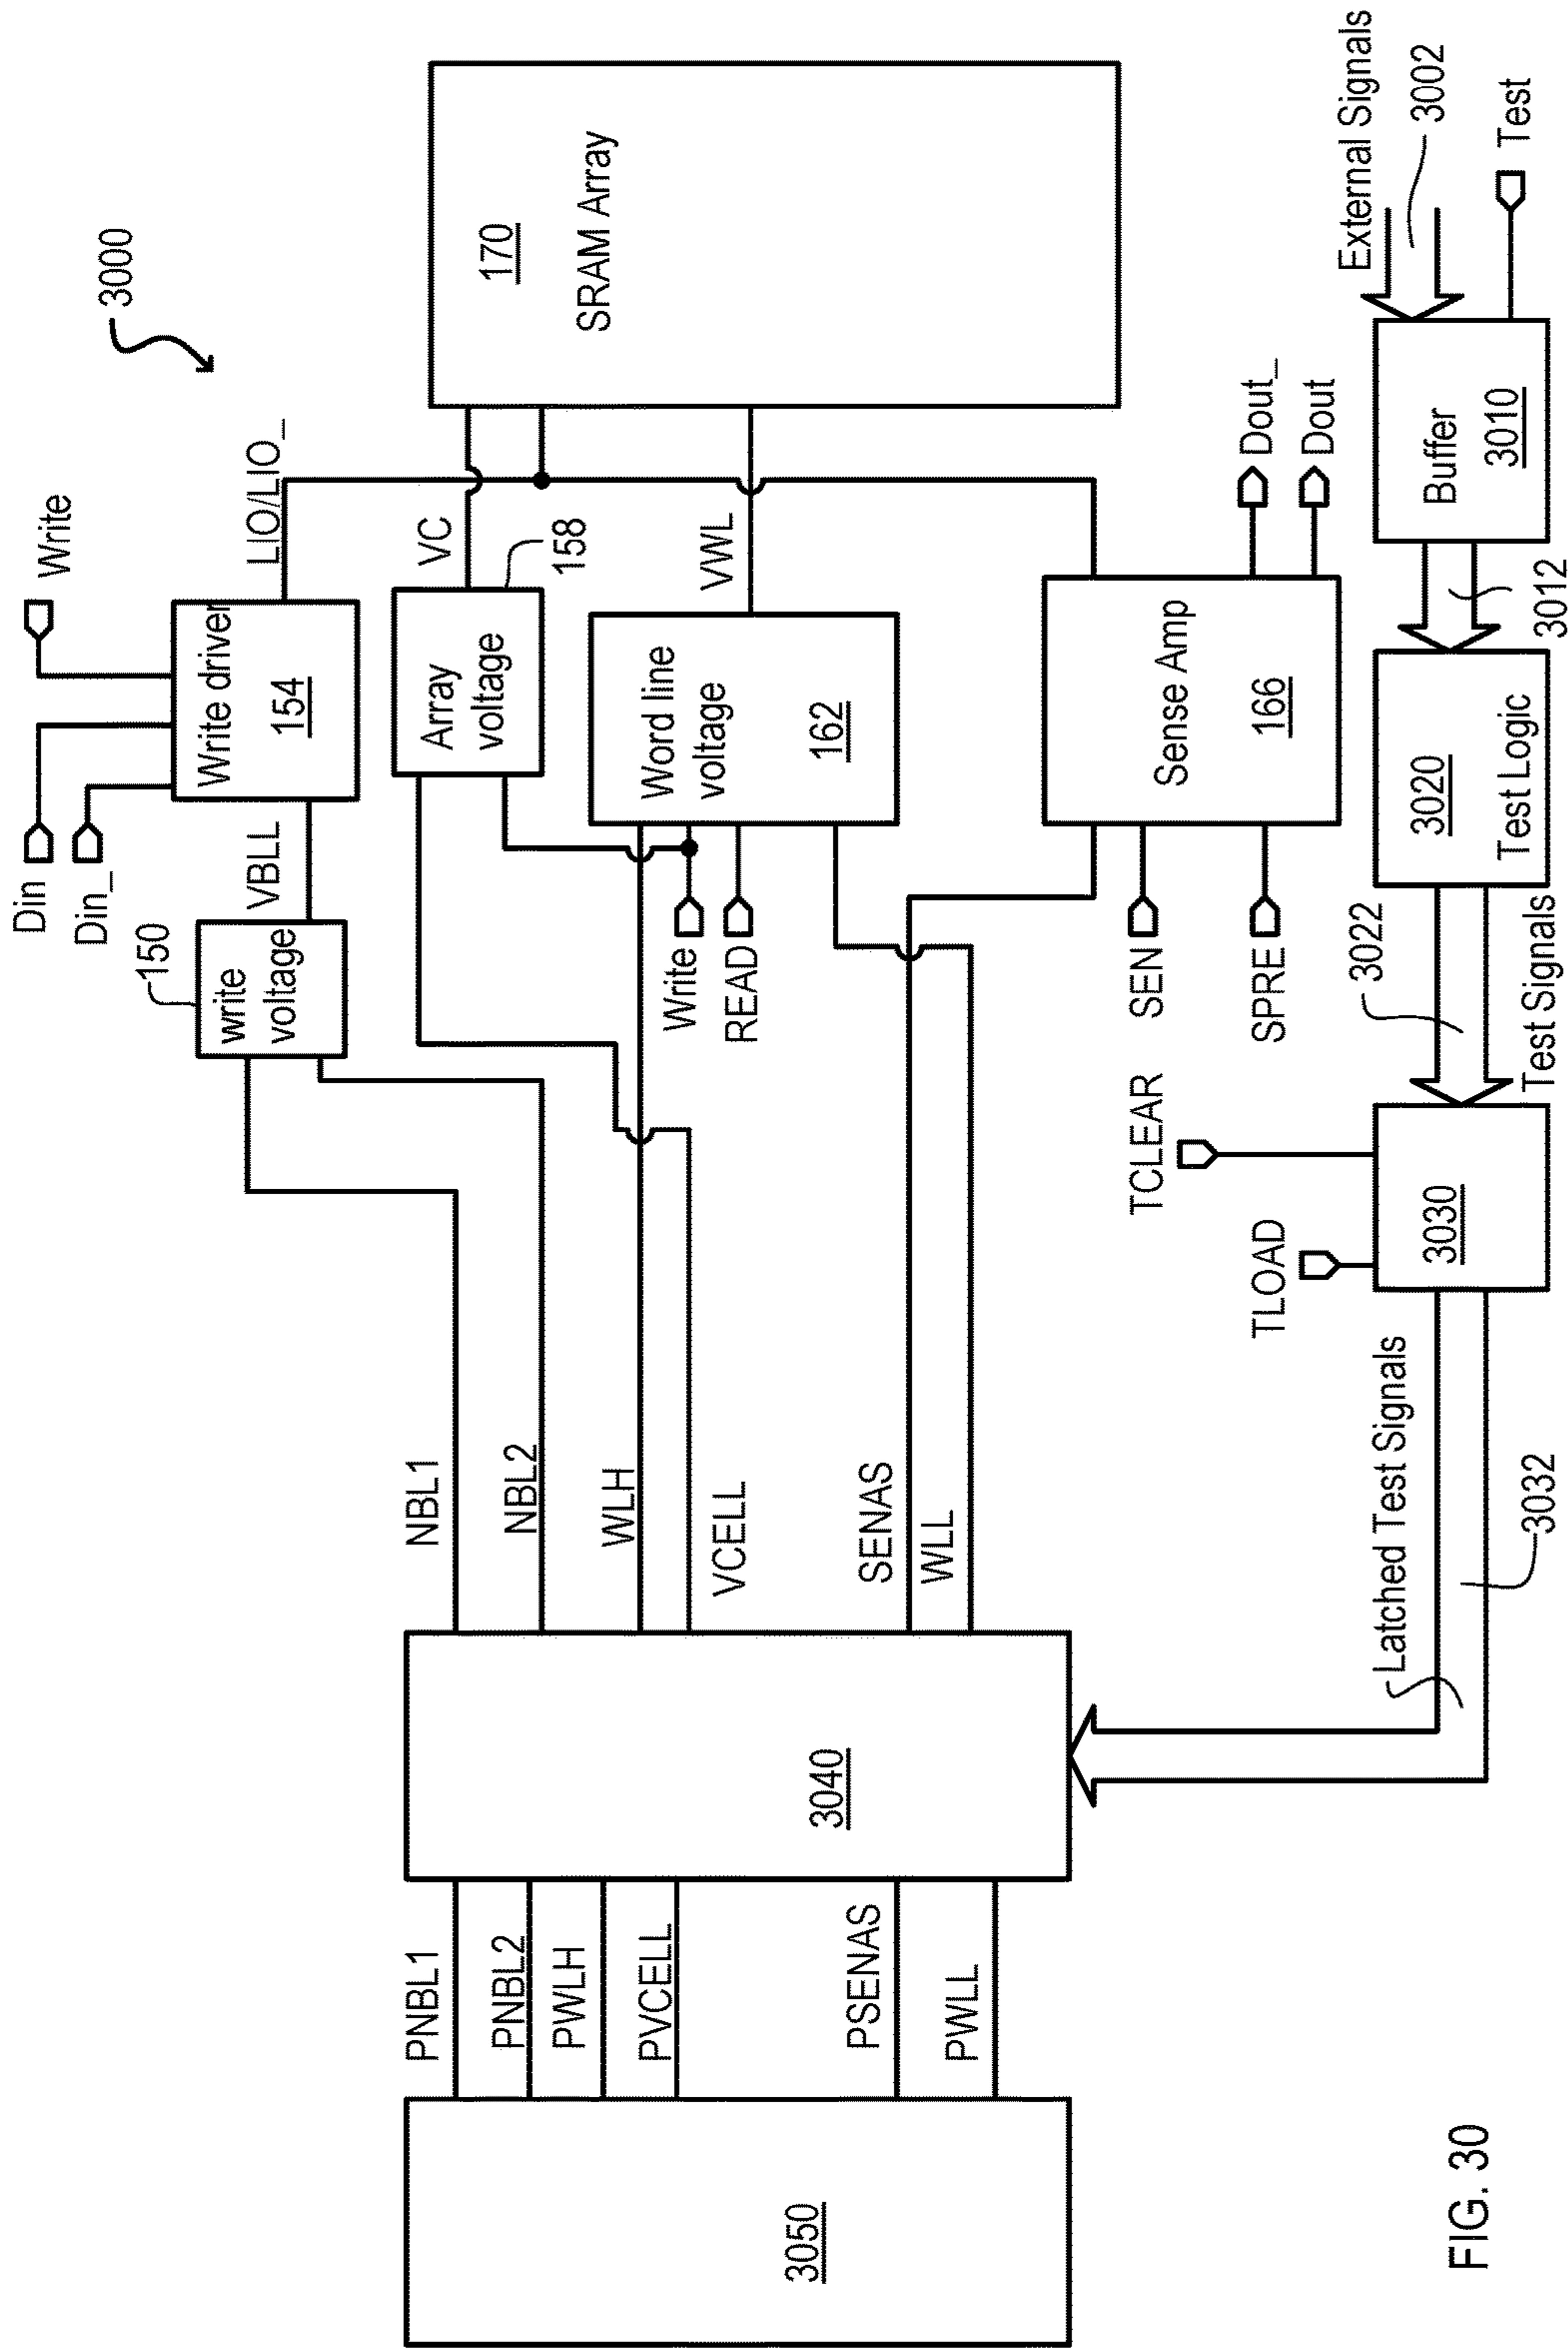 3000
Write
Din
Din_
Write driver
154
LIO/LIO_
VBLL
150
write
voltage
VC
Array
voltage
158
170
SRAM Array
Word line
voltage
162
VWL
Write
READ
NBL1
NBL2
WLH
VCELL
SENAS
WLL
PNBL1
PNBL2
PWLH
PVCELL
PSENAS
PWLL
3050
3040
Sense Amp
166
SEN
SPRE
Dout_
Dout
External Signals
3002
Test
Buffer
3010
3012
3020
Test Logic
3022
Test Signals
TCLEAR
TLOAD
3030
Latched Test Signals
3032
FIG. 30